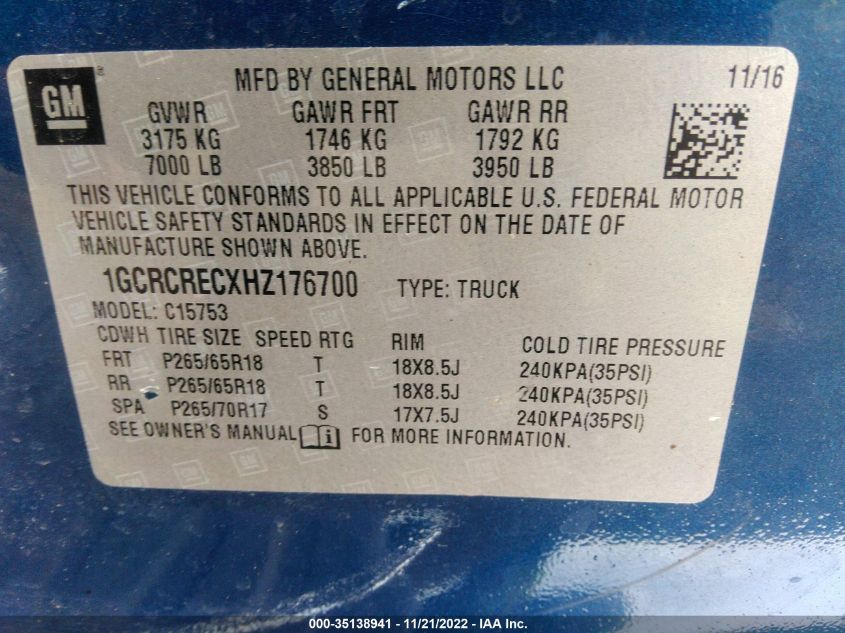 GM
MFD BY GENERAL MOTORS LLC 11/16
GVWR GAWR FRT GAWR RR
3175 KG 1746 KG 1792 KG
7000 LB 3850 LB 3950 LB
THIS VEHICLE CONFORMS TO ALL APPLICABLE U.S. FEDERAL MOTOR
VEHICLE SAFETY STANDARDS IN EFFECT ON THE DATE OF
MANUFACTURE SHOWN ABOVE.
1GCRCRECXHZ176700 TYPE: TRUCK
MODEL: C15753
CDWH TIRE SIZE SPEED RTG RIM COLD TIRE PRESSURE
FRT P265/65R18 T 18X8.5J 240KPA(35PSI)
RR P265/65R18 T 18X8.5J 240KPA(35PSI)
SPA P265/70R17 S 17X7.5J 240KPA(35PSI)
SEE OWNER'S MANUAL i FOR MORE INFORMATION.
000-35138941 - 11/21/2022 - IAA Inc.